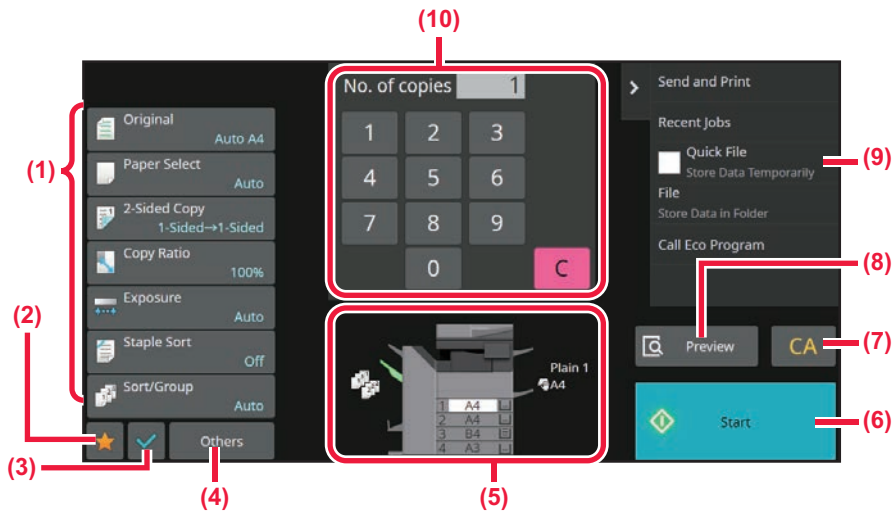 (10)
No. of copies 1
Send and Print
Recent Jobs
Original
Auto A4
(1)
Paper Select
Auto
1 2 3
Quick File
Store Data Temporarily
(9)
File
Store Data in Folder
2-Sided Copy
1-Sided→1-Sided
4 5 6
Copy Ratio
100%
7 8 9
Call Eco Program
(8)
Exposure
Auto
0 C
(2)
Staple Sort
Off
Preview
CA
(7)
Sort/Group
Auto
Plain 1
A4
1 A4
2 A4
3 B4
4 A3
Start
(6)
Others
(3)
(4)
(5)